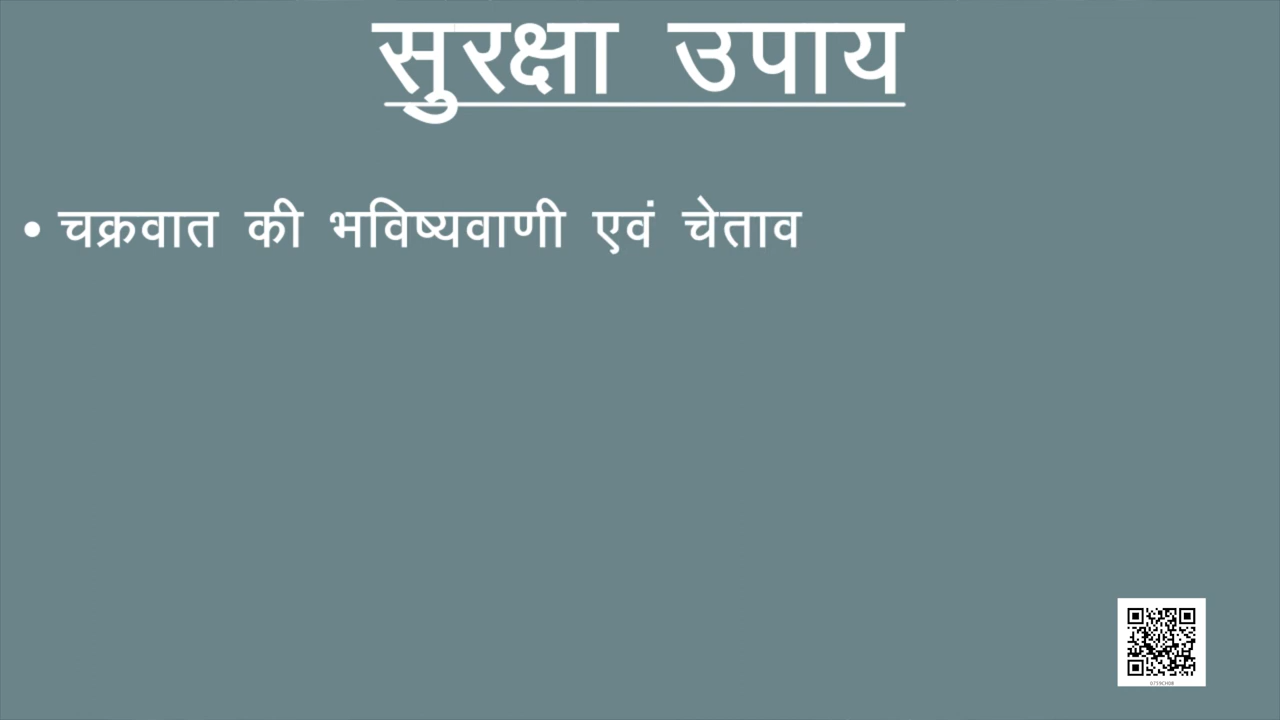 सुरक्षा उपाय
• चक्रवात की भविष्यवाणी एवं चेताव